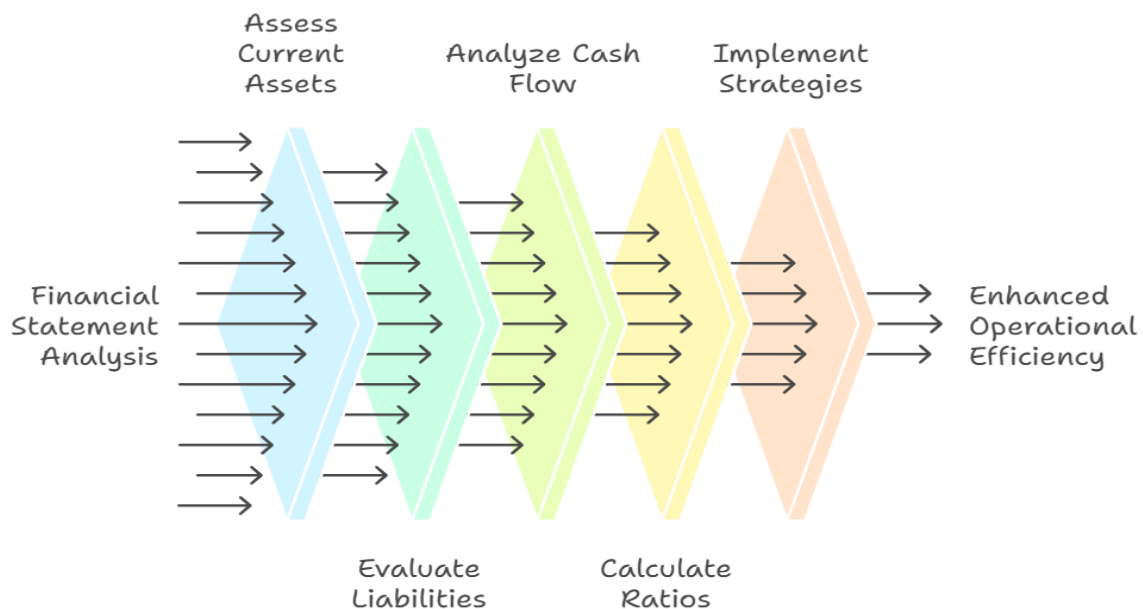 Assess
Current
Assets
Analyze Cash
Flow
Implement
Strategies
Financial
Statement
Analysis
Enhanced
Operational
Efficiency
Evaluate
Liabilities
Calculate
Ratios